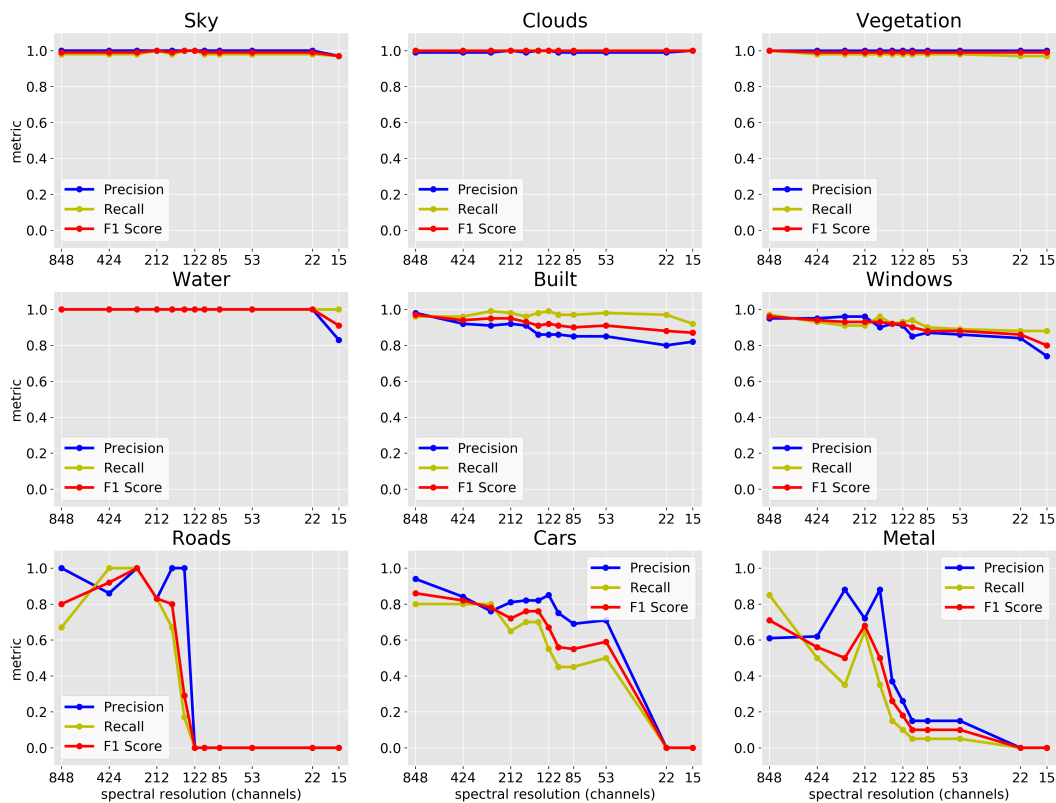 Sky
Clouds
Vegetation
metric
1.0
0.8
0.6
0.4
0.2
0.0
Precision
Recall
F1 Score
848 424 212 122 85 53 22 15
1.0
0.8
0.6
0.4
0.2
0.0
Precision
Recall
F1 Score
848 424 212 122 85 53 22 15
1.0
0.8
0.6
0.4
0.2
0.0
Precision
Recall
F1 Score
848 424 212 122 85 53 22 15
Water
Built
Windows
metric
1.0
0.8
0.6
0.4
0.2
0.0
Precision
Recall
F1 Score
848 424 212 122 85 53 22 15
1.0
0.8
0.6
0.4
0.2
0.0
Precision
Recall
F1 Score
848 424 212 122 85 53 22 15
1.0
0.8
0.6
0.4
0.2
0.0
Precision
Recall
F1 Score
848 424 212 122 85 53 22 15
Roads
Cars
Metal
metric
1.0
0.8
0.6
0.4
0.2
0.0
Precision
Recall
F1 Score
848 424 212 122 85 53 22 15
spectral resolution (channels)
1.0
0.8
0.6
0.4
0.2
0.0
Precision
Recall
F1 Score
848 424 212 122 85 53 22 15
spectral resolution (channels)
1.0
0.8
0.6
0.4
0.2
0.0
Precision
Recall
F1 Score
848 424 212 122 85 53 22 15
spectral resolution (channels)